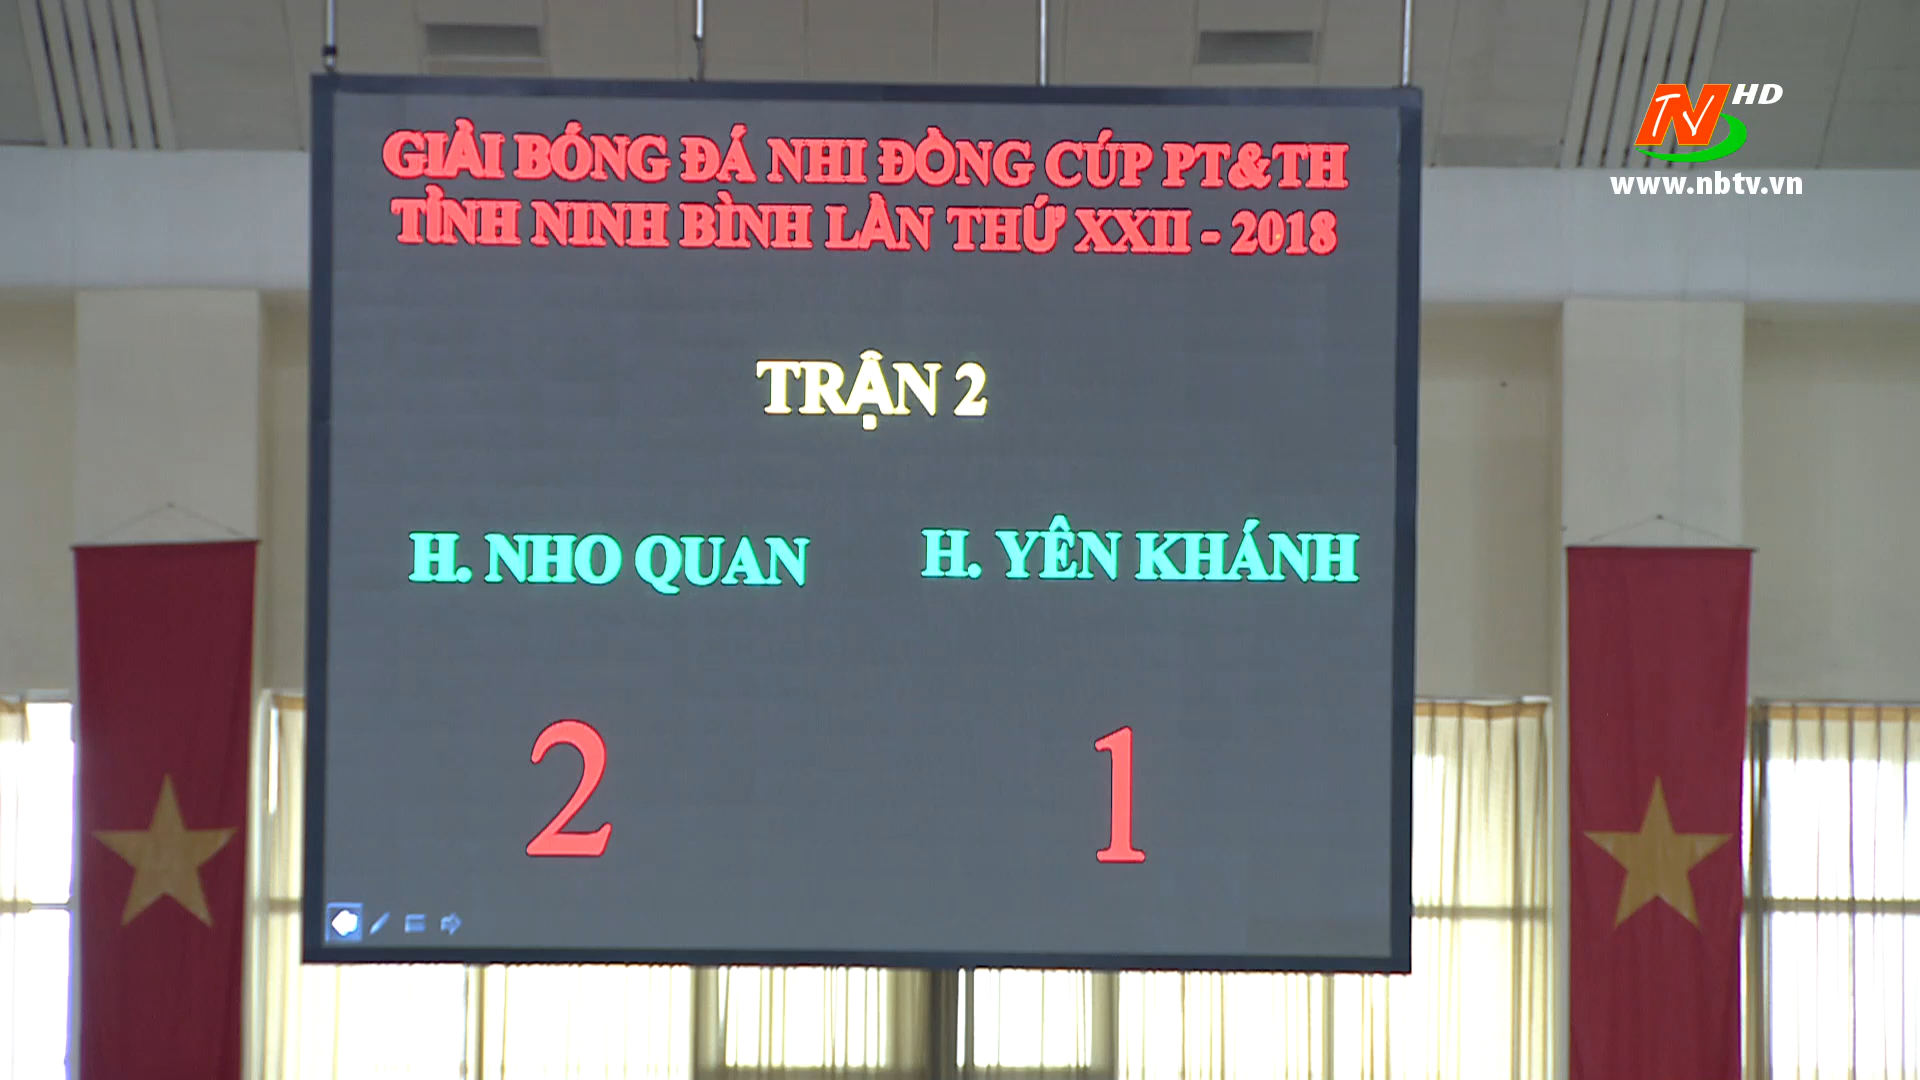 GIẢI BÓNG ĐÁ NHI ĐỒNG CÚP PT&TH
TỈNH NINH BÌNH LẦN THỨ XXII - 2018
TRẬN 2
H. NHO QUAN
H. YÊN KHÁNH
2
1
NTV HD
www.nbtv.vn